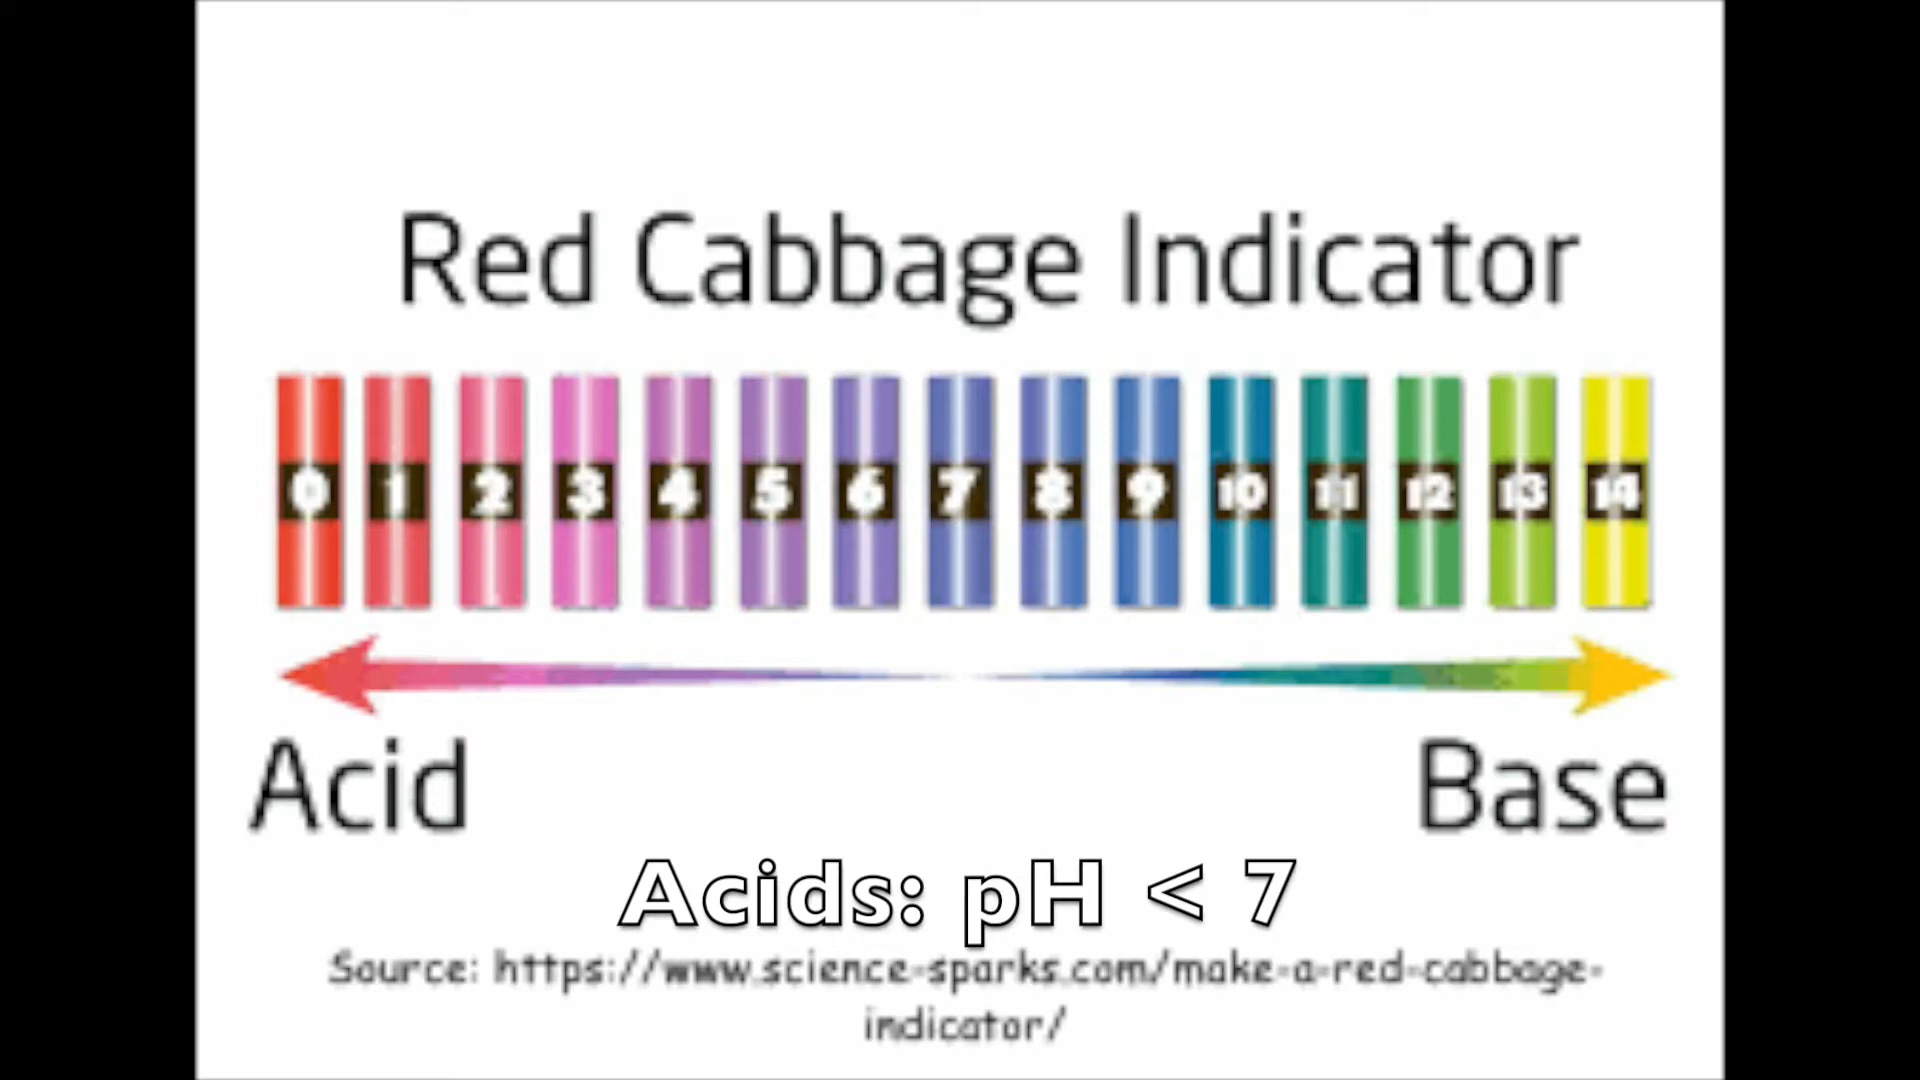 Red Cabbage Indicator
0 1 2 3 4 5 6 7 8 9 10 11 12 13 14
Acid Base
Acids: pH < 7
Source: https://www.science-sparks.com/make-a-red-cabbage-
indicator/